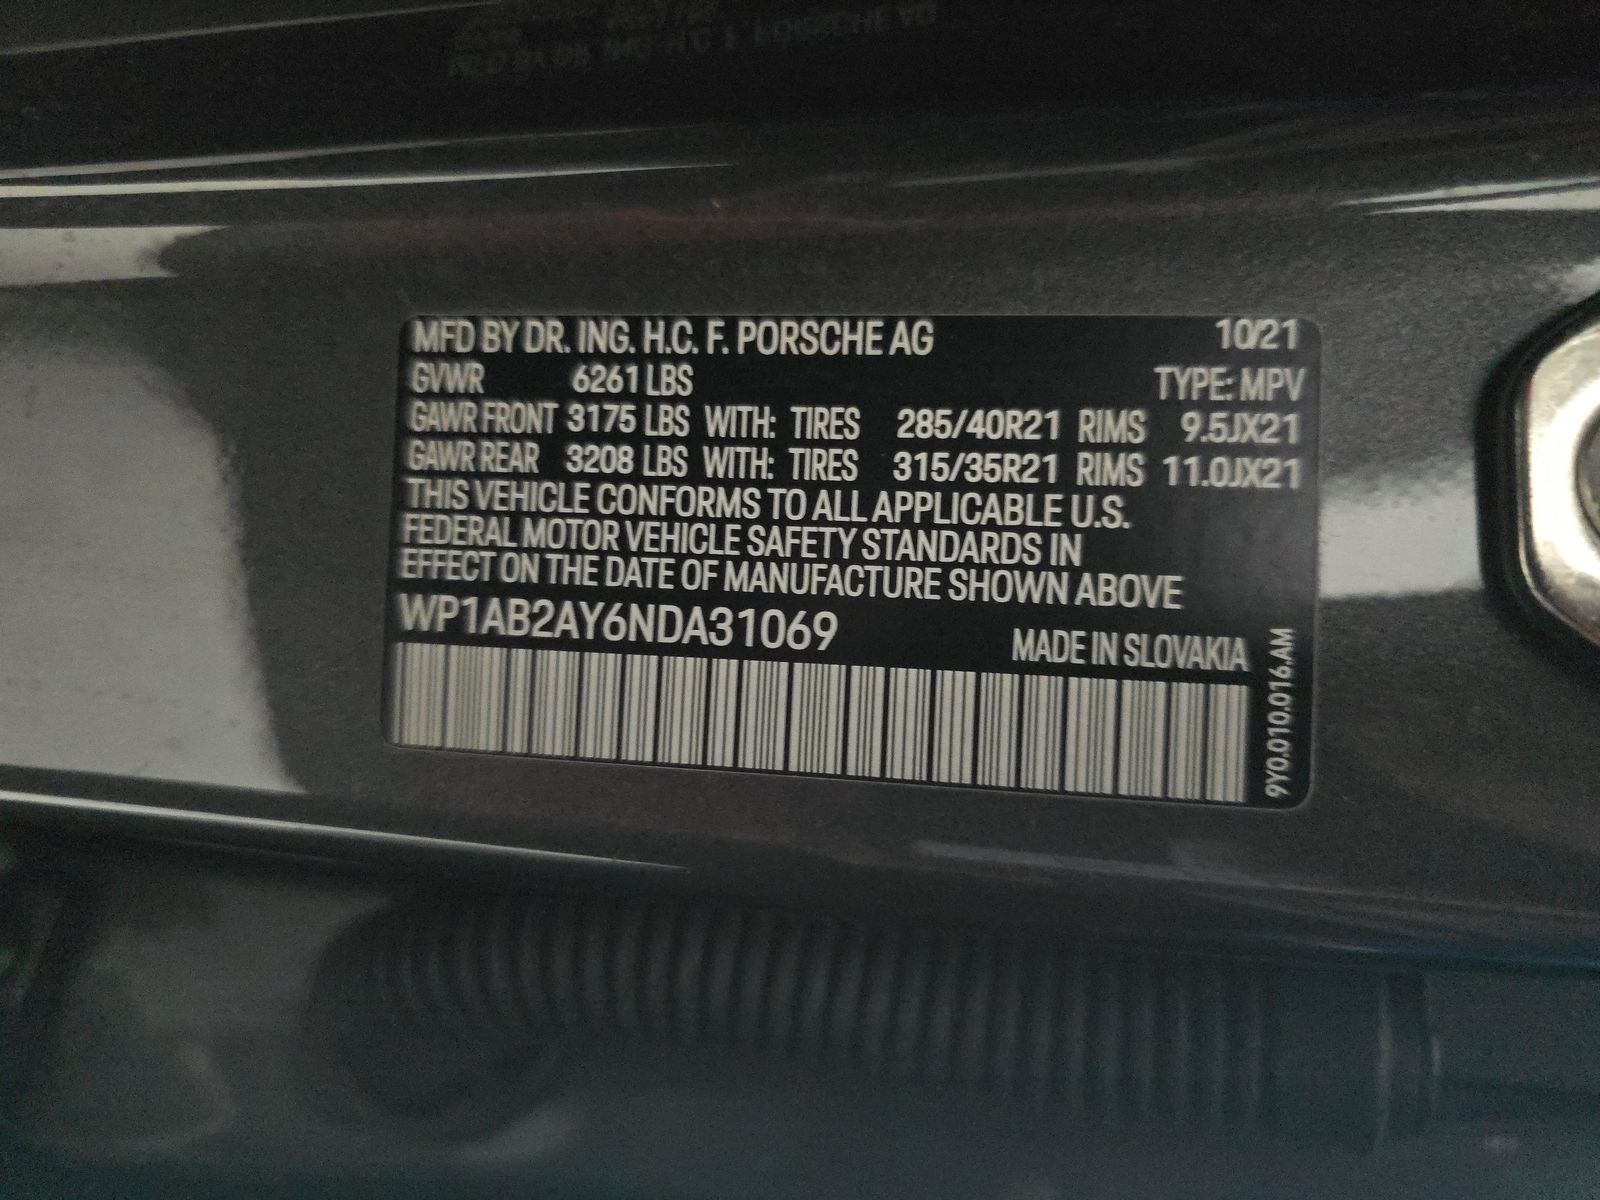 MFD BY DR. ING. H.C. F. PORSCHE AG 10/21
GVWR 6261 LBS TYPE: MPV
GAWR FRONT 3175 LBS WITH: TIRES 285/40R21 RIMS 9.5JX21
GAWR REAR 3208 LBS WITH: TIRES 315/35R21 RIMS 11.0JX21
THIS VEHICLE CONFORMS TO ALL APPLICABLE U.S.
FEDERAL MOTOR VEHICLE SAFETY STANDARDS IN
EFFECT ON THE DATE OF MANUFACTURE SHOWN ABOVE
WP1AB2AY6NDA31069
MADE IN SLOVAKIA
9Y0.010.016.AM